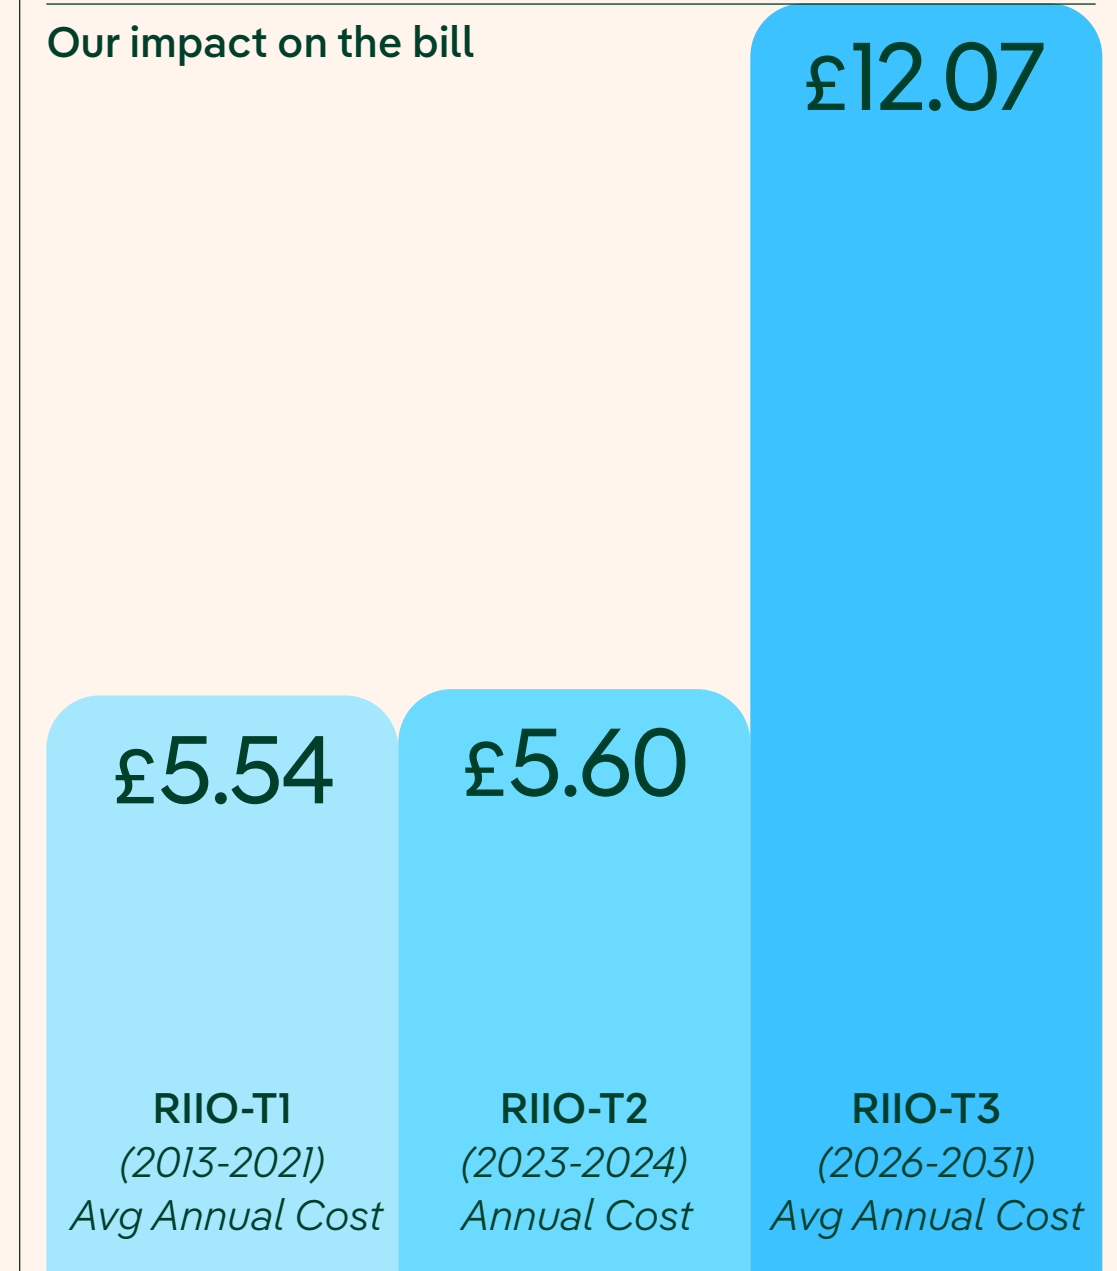 Our impact on the bill
£12.07
£5.54
£5.60
RIIO-T1
(2013-2021)
Avg Annual Cost
RIIO-T2
(2023-2024)
Annual Cost
RIIO-T3
(2026-2031)
Avg Annual Cost